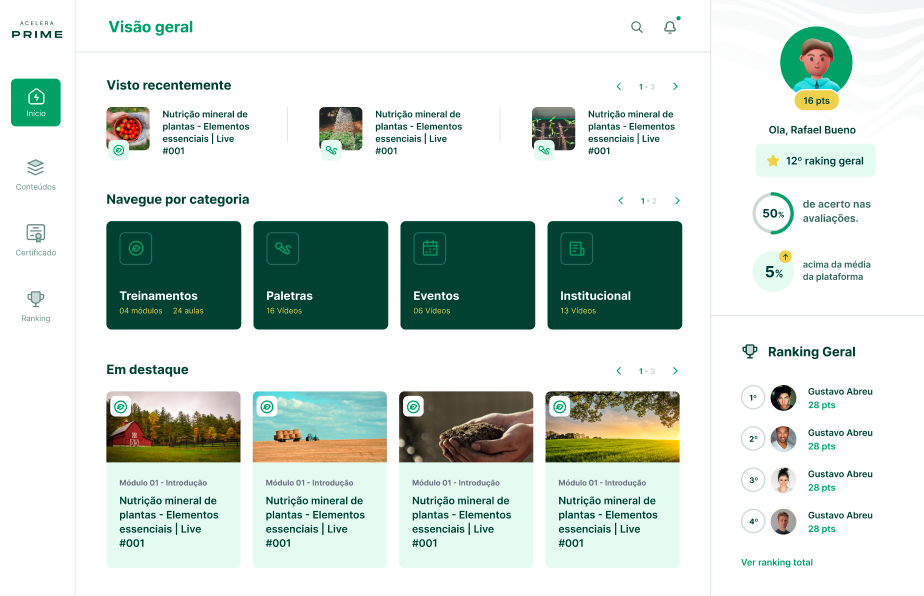 ACELERA
PRIME
Início
Conteúdos
Certificado
Ranking
Visão geral
Visto recentemente
1 - 3
Nutrição mineral de
plantas - Elementos
essenciais | Live
#001
Nutrição mineral de
plantas - Elementos
essenciais | Live
#001
Nutrição mineral de
plantas - Elementos
essenciais | Live
#001
Navegue por categoria
1 - 2
Treinamentos
04 módulos 24 aulas
Paletras
16 Vídeos
Eventos
06 Vídeos
Institucional
13 Vídeos
Em destaque
1 - 3
Módulo 01 - Introdução
Nutrição mineral de
plantas - Elementos
essenciais | Live
#001
Módulo 01 - Introdução
Nutrição mineral de
plantas - Elementos
essenciais | Live
#001
Módulo 01 - Introdução
Nutrição mineral de
plantas - Elementos
essenciais | Live
#001
Módulo 01 - Introdução
Nutrição mineral de
plantas - Elementos
essenciais | Live
#001
16 pts
Ola, Rafael Bueno
12º raking geral
50%
de acerto nas
avaliações.
5%
acima da média
da plataforma
Ranking Geral
1º
Gustavo Abreu
28 pts
2º
Gustavo Abreu
28 pts
3º
Gustavo Abreu
28 pts
4º
Gustavo Abreu
28 pts
Ver ranking total